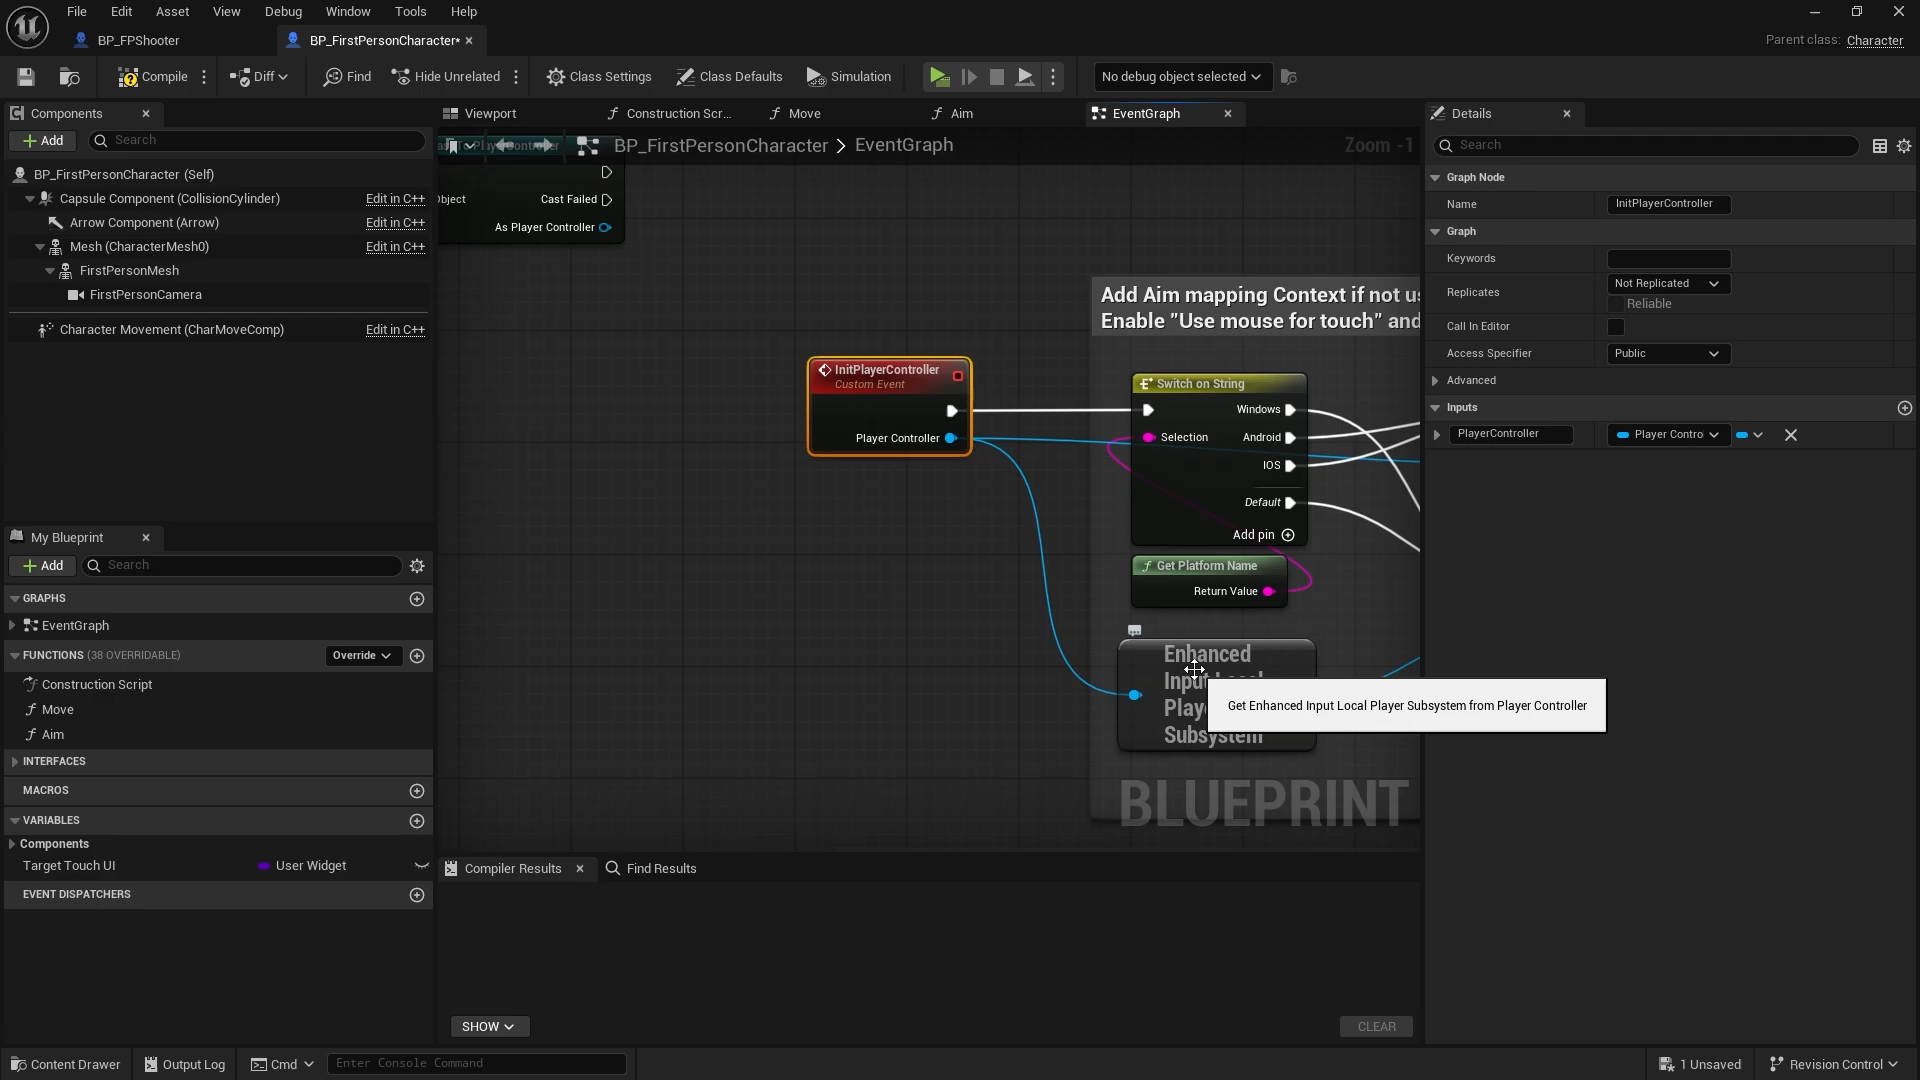 File Edit Asset View Debug Window Tools Help
BP_FPShooter
BP_FirstPersonCharacter*
Parent class: Character
Compile
Diff
Find
Hide Unrelated
Class Settings
Class Defaults
Simulation
No debug object selected
Components
Add
Search
BP_FirstPersonCharacter (Self)
Capsule Component (CollisionCylinder) Edit in C++
Arrow Component (Arrow) Edit in C++
Mesh (CharacterMesh0) Edit in C++
FirstPersonMesh
FirstPersonCamera
Character Movement (CharMoveComp) Edit in C++
My Blueprint
Add
Search
GRAPHS
EventGraph
FUNCTIONS (38 OVERRIDABLE) Override
Construction Script
Move
Aim
INTERFACES
MACROS
VARIABLES
Components
Target Touch UI User Widget
EVENT DISPATCHERS
Viewport
Construction Scr...
Move
Aim
EventGraph
BP_FirstPersonCharacter > EventGraph
Zoom -1
bject
Cast Failed
As Player Controller
Add Aim mapping Context if not us
Enable "Use mouse for touch" and
InitPlayerController
Custom Event
Player Controller
Switch on String
Windows
Selection Android
IOS
Default
Add pin
Get Platform Name
Return Value
Enhanced
Input Local
Play
Subsystem
Get Enhanced Input Local Player Subsystem from Player Controller
BLUEPRINT
Compiler Results
Find Results
SHOW
CLEAR
Details
Search
Graph Node
Name InitPlayerController
Graph
Keywords
Replicates Not Replicated
Reliable
Call In Editor
Access Specifier Public
Advanced
Inputs
PlayerController Player Contro
Content Drawer
Output Log
Cmd
Enter Console Command
1 Unsaved
Revision Control